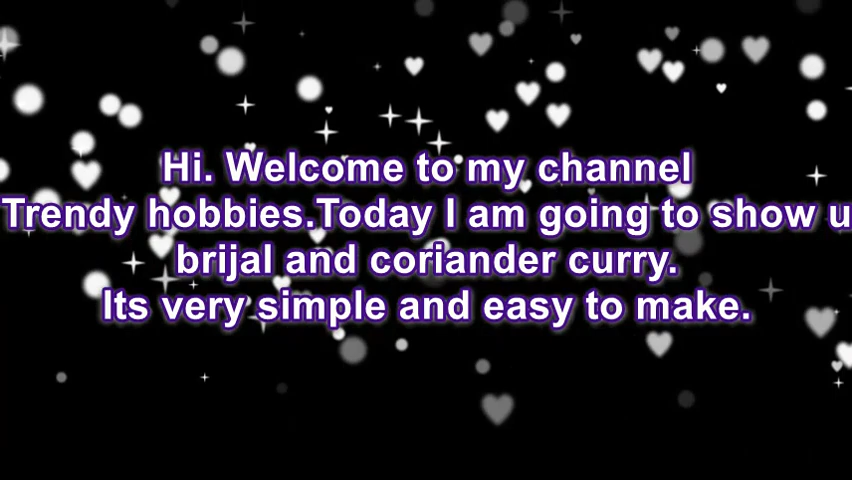 Hi. Welcome to my channel
Trendy hobbies.Today I am going to show u
brijal and coriander curry.
Its very simple and easy to make.